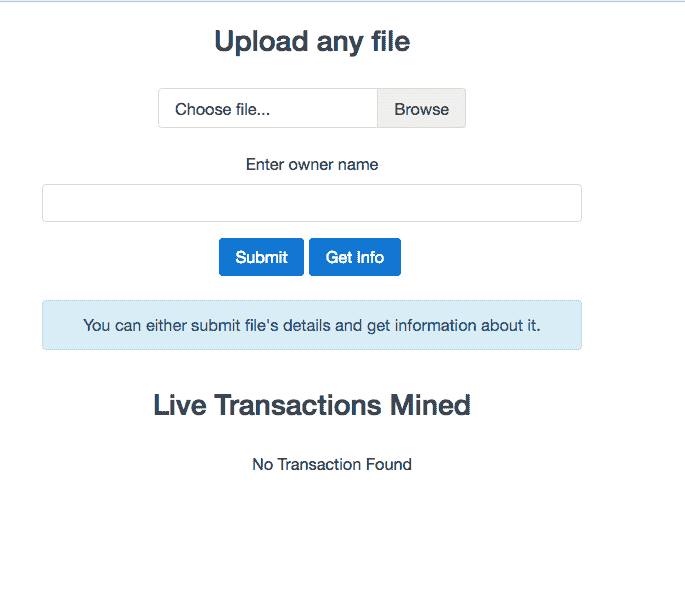 Upload any file
Choose file...
Browse
Enter owner name
Submit
Get Info
You can either submit file's details and get information about it.
Live Transactions Mined
No Transaction Found